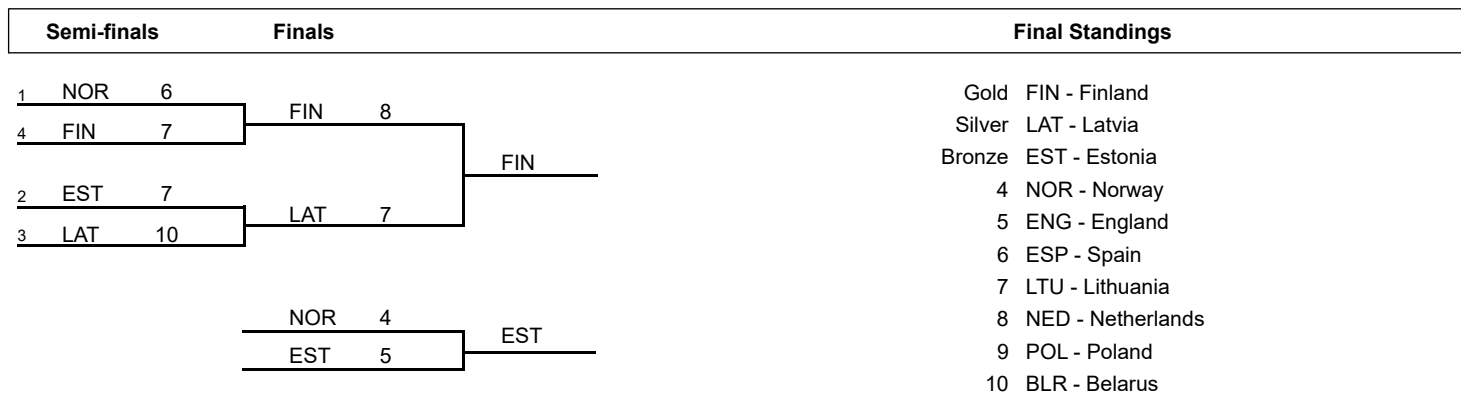 Semi-finals Finals Final Standings
1 NOR 6
4 FIN 7
FIN 8
2 EST 7
3 LAT 10
LAT 7
FIN
NOR 4
EST 5
EST
Gold FIN - Finland
Silver LAT - Latvia
Bronze EST - Estonia
4 NOR - Norway
5 ENG - England
6 ESP - Spain
7 LTU - Lithuania
8 NED - Netherlands
9 POL - Poland
10 BLR - Belarus